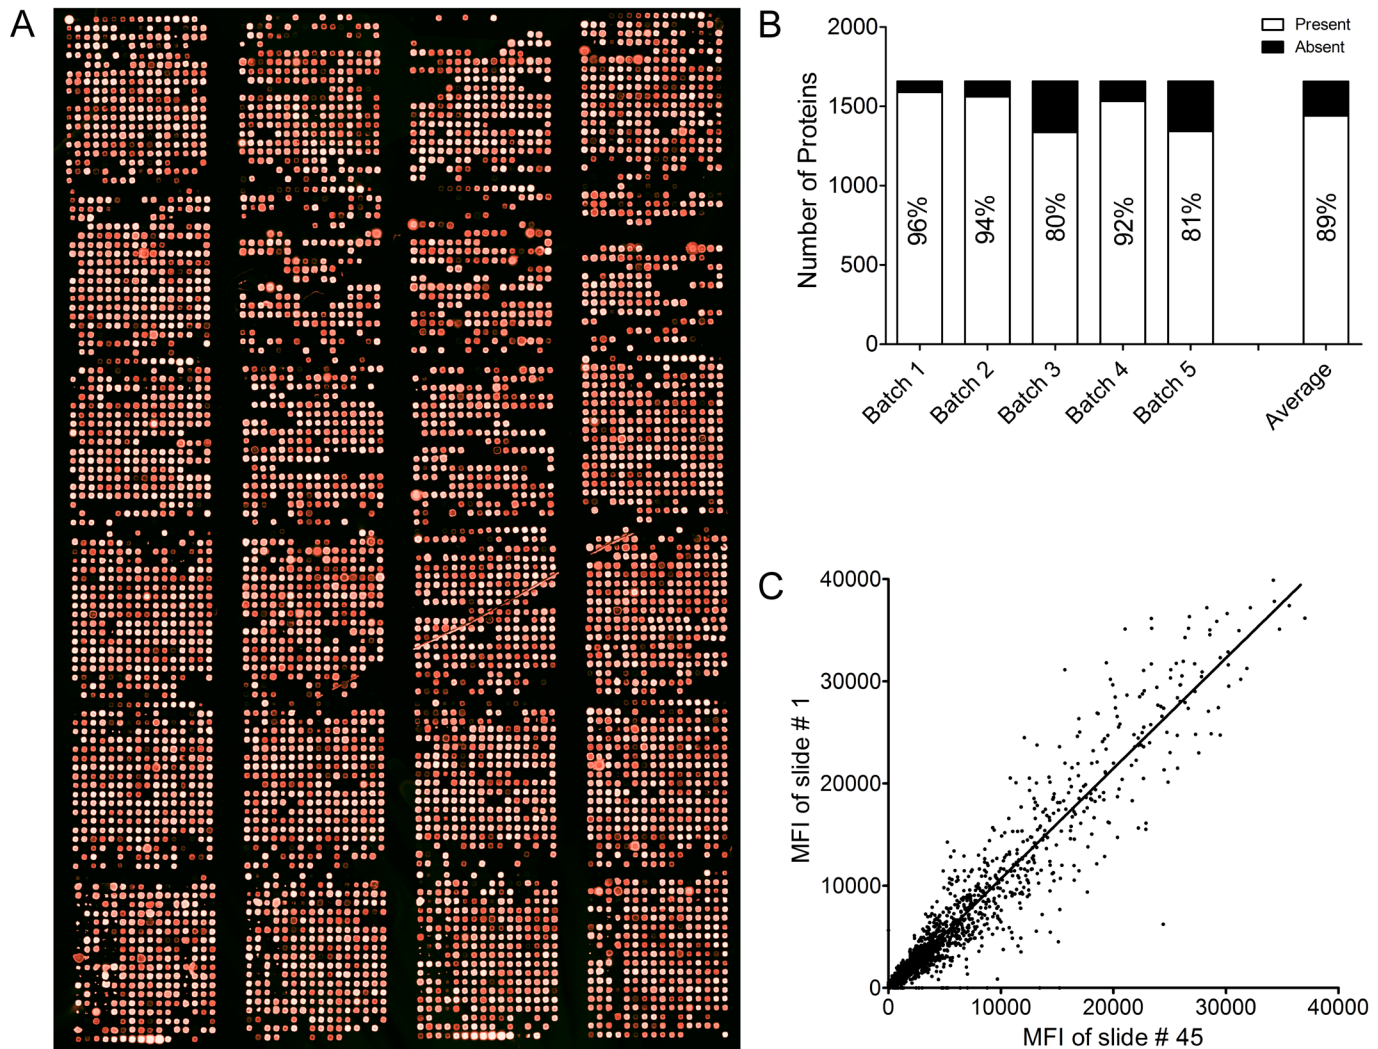 A
B
Present
Absent
2000
1500
1000
500
0
Number of Proteins
96%
94%
80%
92%
81%
89%
Batch 1
Batch 2
Batch 3
Batch 4
Batch 5
Average
C
40000
30000
20000
10000
0
MFI of slide # 1
0
10000
20000
30000
40000
MFI of slide # 45